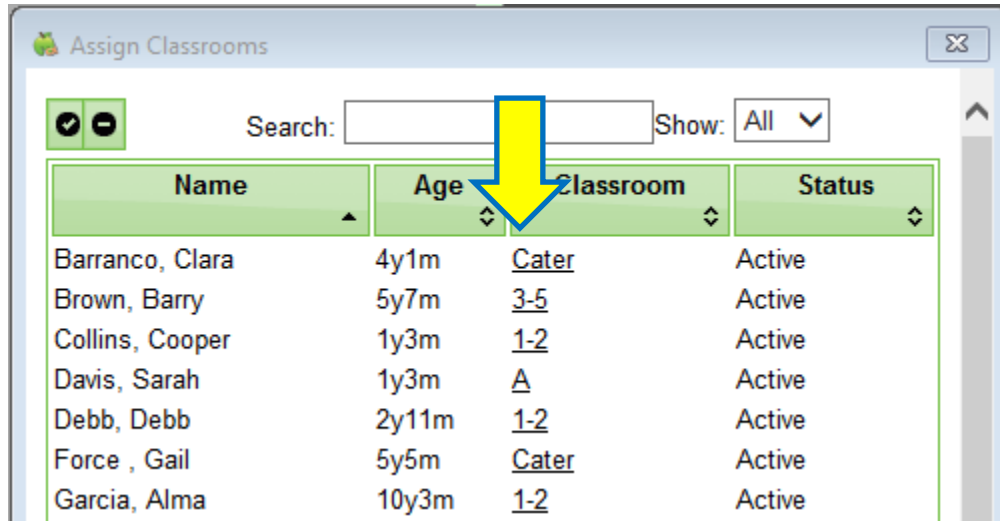 Assign Classrooms
Search: Show: All
Name Age Classroom Status
Barranco, Clara 4y1m Cater Active
Brown, Barry 5y7m 3-5 Active
Collins, Cooper 1y3m 1-2 Active
Davis, Sarah 1y3m A Active
Debb, Debb 2y11m 1-2 Active
Force , Gail 5y5m Cater Active
Garcia, Alma 10y3m 1-2 Active